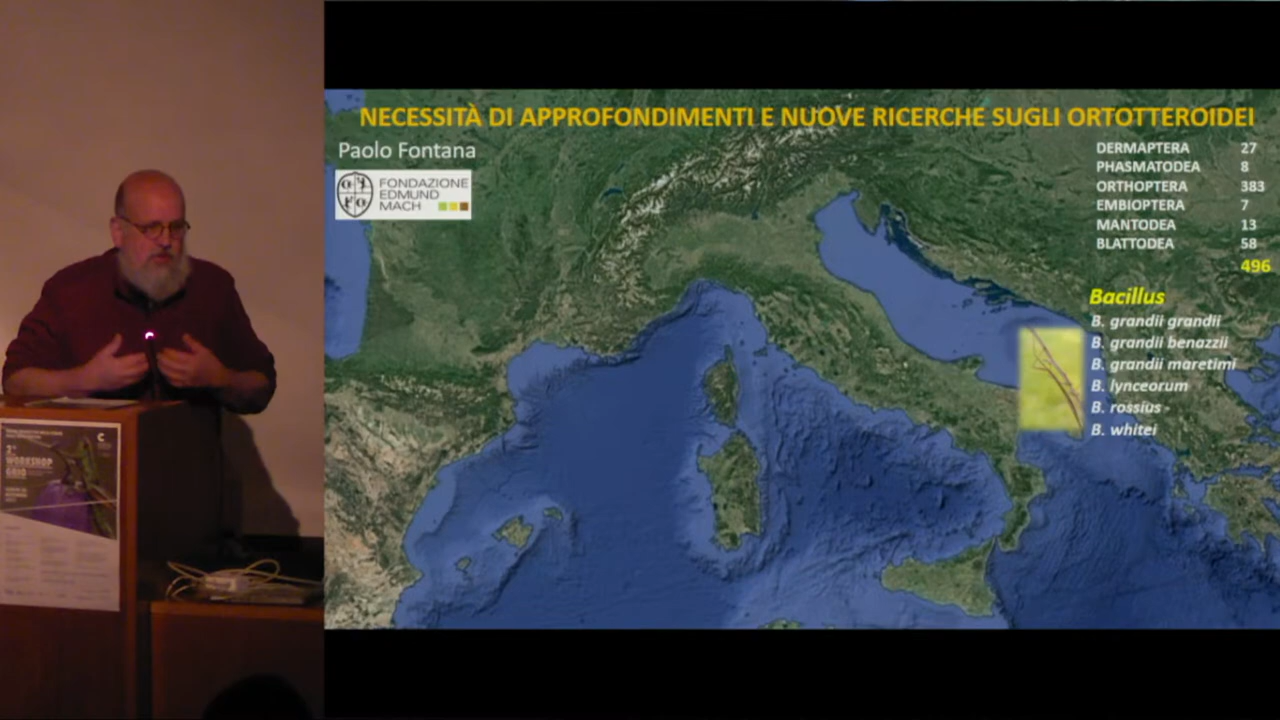 NECESSITÀ DI APPROFONDIMENTI E NUOVE RICERCHE SUGLI ORTOTTEROIDEI
Paolo Fontana
FONDAZIONE
EDMUND
MACH
DERMAPTERA 27
PHASMATODEA 8
ORTHOPTERA 383
EMBIOPTERA 7
MANTODEA 13
BLATTODEA 58
496
Bacillus
B. grandii grandii
B. grandii benazzii
B. grandii maretimi
B. lynceorum
B. rossius -
B. whitei
WORKSHOP